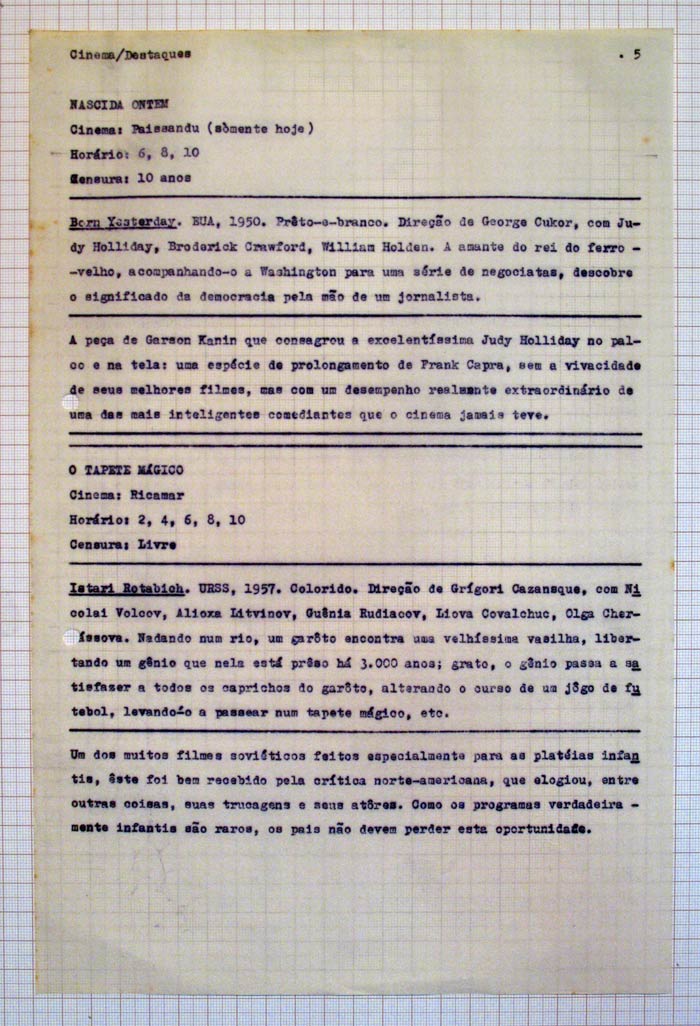 Cinema/Destaques . 5
NASCIDA ONTEM
Cinema: Paissandu (sòmente hoje)
Horário: 6, 8, 10
Censura: 10 anos
Born Yesterday. EUA, 1950. Prêto-e-branco. Direção de George Cukor, com Ju-
dy Holliday, Broderick Crawford, William Holden. A amante do rei do ferro -
-velho, acompanhando-o a Washington para uma série de negociatas, descobre
o significado da democracia pela mão de um jornalista.
A peça de Garson Kanin que consagrou a excelentíssima Judy Holliday no pal-
co e na tela: uma espécie de prolongamento de Frank Capra, sem a vivacidade
de seus melhores filmes, mas com um desempenho realmente extraordinário de
uma das mais inteligentes comediantes que o cinema jamais teve.
O TAPETE MÁGICO
Cinema: Ricamar
Horário: 2, 4, 6, 8, 10
Censura: Livre
Istari Rotabich. URSS, 1957. Colorido. Direção de Grígori Cazansque, com Ni
colai Volcov, Alioxa Litvinov, Guênia Rudiacov, Liova Covalchuc, Olga Cher-
íssova. Nadando num rio, um garôto encontra uma velhíssima vasilha, liber-
tando um gênio que nela está prêso há 3.000 anos; grato, o gênio passa a sa
tisfazer a todos os caprichos do garôto, alterando o curso de um jôgo de fu
tebol, levando-o a passear num tapete mágico, etc.
Um dos muitos filmes soviéticos feitos especialmente para as platéias infan
tis, êste foi bem recebido pela crítica norte-americana, que elogiou, entre
outras coisas, suas trucagens e seus atôres. Como os programas verdadeira -
mente infantis são raros, os pais não devem perder esta oportunidade.